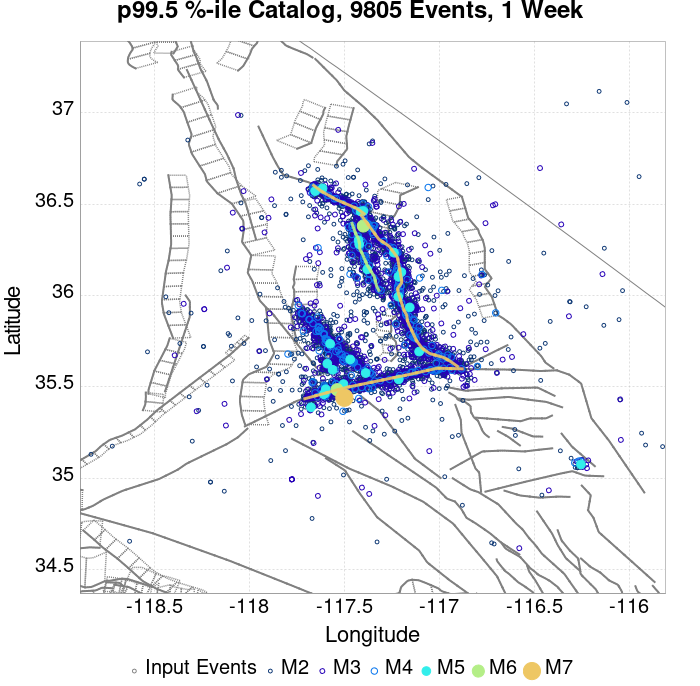 p99.5 %-ile Catalog, 9805 Events, 1 Week
37
36.5
36
35.5
35
34.5
Latitude
-118.5 -118 -117.5 -117 -116.5 -116
Longitude
Input Events M2 M3 M4 M5 M6 M7